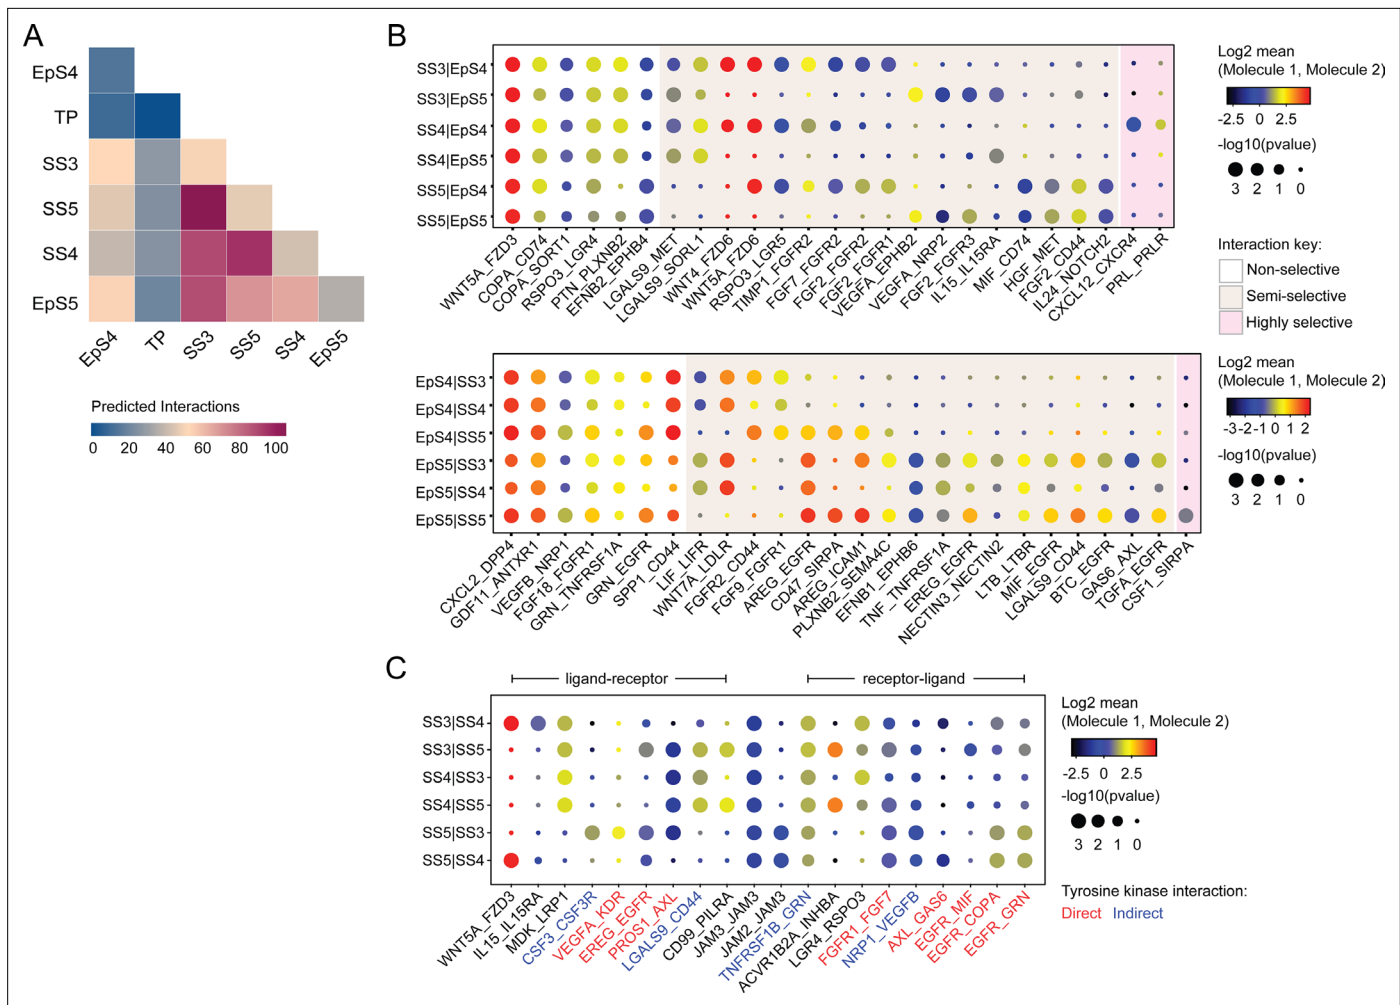 A
EpS4
TP
SS3
SS5
SS4
EpS5
EpS4
TP
SS3
SS5
SS4
EpS5
Predicted Interactions
0 20 40 60 80 100
B
SS3|EpS4
SS3|EpS5
SS4|EpS4
SS4|EpS5
SS5|EpS4
SS5|EpS5
WNT5A_FZD3
COPA_CD74
COPA_SORT1
RSPO3_LGR4
PTN_PLXNB2
EFNB2_EPHB4
LGALS9_MET
LGALS9_SORL1
WNT4_FZD6
WNT5A_FZD6
RSPO3_LGR5
TIMP1_FGFR2
FGF7_FGFR2
FGF2_FGFR2
FGF2_FGFR1
VEGFA_EPHB2
VEGFA_NRP2
FGF2_FGFR3
IL15_IL15RA
MIF_CD74
HGF_MET
FGF2_CD44
IL24_NOTCH2
CXCL12_CXCR4
PRL_PRLR
Log2 mean
(Molecule 1, Molecule 2)
-2.5 0 2.5
-log10(pvalue)
3 2 1 0
Interaction key:
Non-selective
Semi-selective
Highly selective
EpS4|SS3
EpS4|SS4
EpS4|SS5
EpS5|SS3
EpS5|SS4
EpS5|SS5
CXCL2_DPP4
GDF11_ANTXR1
VEGFB_NRP1
FGF18_FGFR1
GRN_TNFRSF1A
GRN_EGFR
SPP1_CD44
LIF_LIFR
WNT7A_LDLR
FGFR2_CD44
FGF9_FGFR1
AREG_EGFR
CD47_SIRPA
AREG_ICAM1
PLXNB2_SEMA4C
EFNB1_EPHB6
TNF_TNFRSF1A
EREG_EGFR
NECTIN3_NECTIN2
LTB_LTBR
MIF_EGFR
LGALS9_CD44
BTC_EGFR
GAS6_AXL
TGFA_EGFR
CSF1_SIRPA
Log2 mean
(Molecule 1, Molecule 2)
-3 -2 -1 0 1 2
-log10(pvalue)
3 2 1 0
C
ligand-receptor
receptor-ligand
SS3|SS4
SS3|SS5
SS4|SS3
SS4|SS5
SS5|SS3
SS5|SS4
WNT5A_FZD3
IL15_IL15RA
MDK_LRP1
CSF3_CSF3R
VEGFA_KDR
EREG_EGFR
PROS1_AXL
LGALS9_CD44
CD99_PILRA
JAM3_JAM3
JAM2_JAM3
TNFRSF1B_GRN
ACVR1B2A_INHBA
LGR4_RSPO3
FGFR1_FGF7
NRP1_VEGFB
AXL_GAS6
EGFR_MIF
EGFR_COPA
EGFR_GRN
Log2 mean
(Molecule 1, Molecule 2)
-2.5 0 2.5
-log10(pvalue)
3 2 1 0
Tyrosine kinase interaction:
Direct Indirect